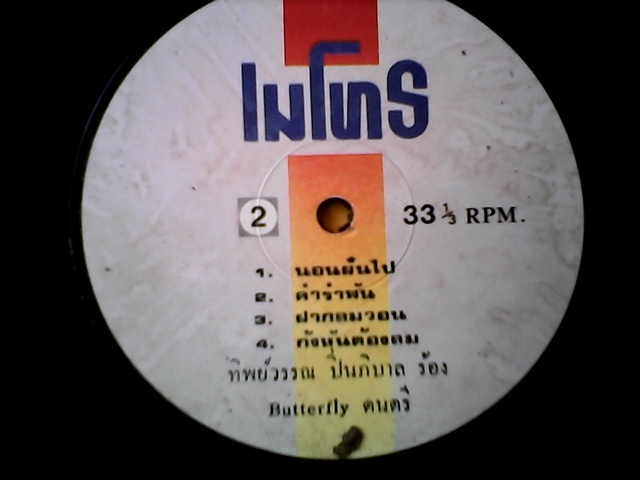 เมโทร
2 33 ⅓ RPM.
1. นอนฝันไป
2. คำรำพัน
3. ฝากลมวอน
4. กังหันต้องลม
ทิพย์วรรณ ปิ่นภิบาล ร้อง
Butterfly ดนตรี